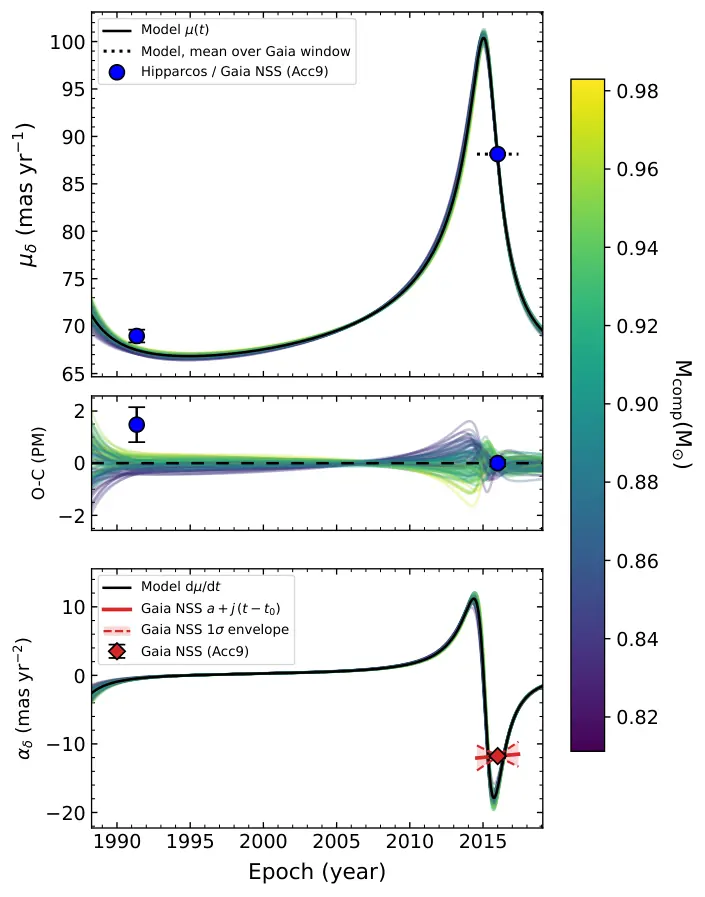 Model μ(t)
Model, mean over Gaia window
Hipparcos / Gaia NSS (Acc9)
100
95
90
85
80
75
70
65
μδ (mas yr−1)
2
0
−2
O-C (PM)
Model dμ/dt
Gaia NSS a + j (t − t0)
Gaia NSS 1σ envelope
Gaia NSS (Acc9)
10
0
−10
−20
αδ (mas yr−2)
1990 1995 2000 2005 2010 2015
Epoch (year)
0.98
0.96
0.94
0.92
0.90
0.88
0.86
0.84
0.82
Mcomp(M☉)